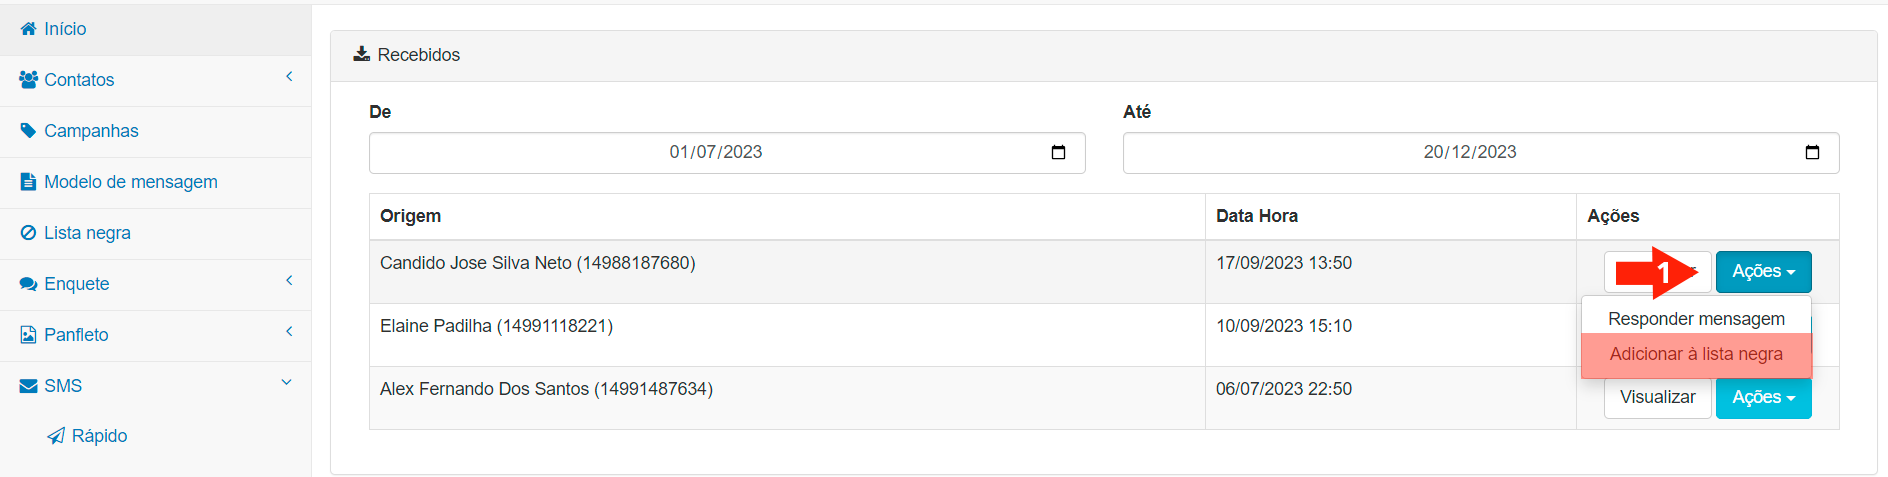 Início
Contatos
Campanhas
Modelo de mensagem
Lista negra
Enquete
Panfleto
SMS
Rápido
Recebidos
De Até
01/07/2023 20/12/2023
Origem Data Hora Ações
Candido Jose Silva Neto (14988187680) 17/09/2023 13:50 1 Ações
Responder mensagem
Elaine Padilha (14991118221) 10/09/2023 15:10
Adicionar à lista negra
Alex Fernando Dos Santos (14991487634) 06/07/2023 22:50 Visualizar Ações